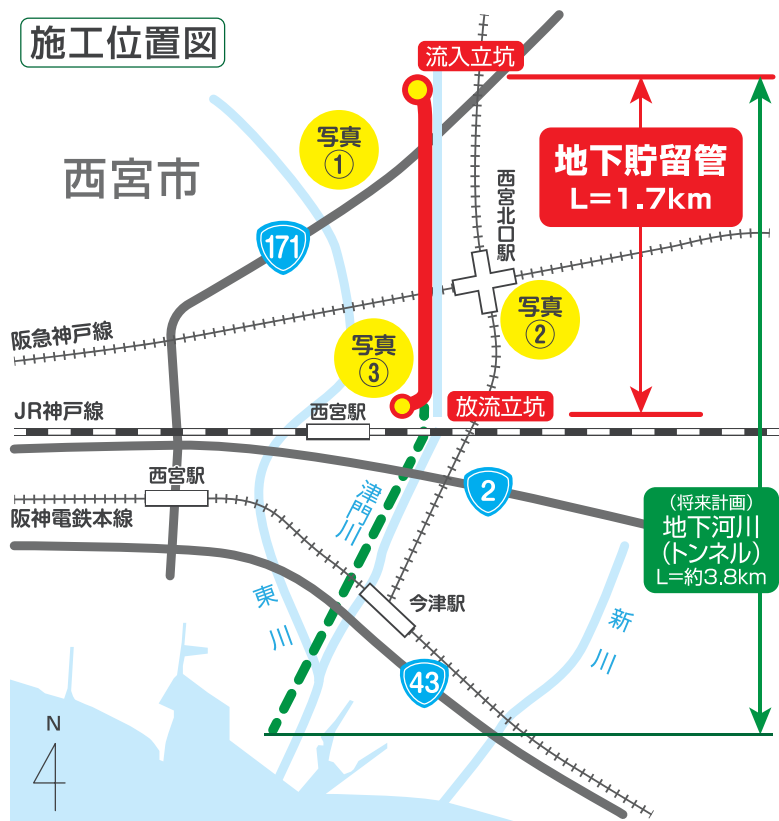 施工位置図
流入立坑
写真
①
地下貯留管
L=1.7km
西宮市
西宮北口駅
171
写真
②
阪急神戸線
写真
③
放流立坑
JR神戸線
西宮駅
西宮駅
2
津門川
(将来計画)
地下河川
(トンネル)
L=約3.8km
阪神電鉄本線
今津駅
東川
新川
43
N